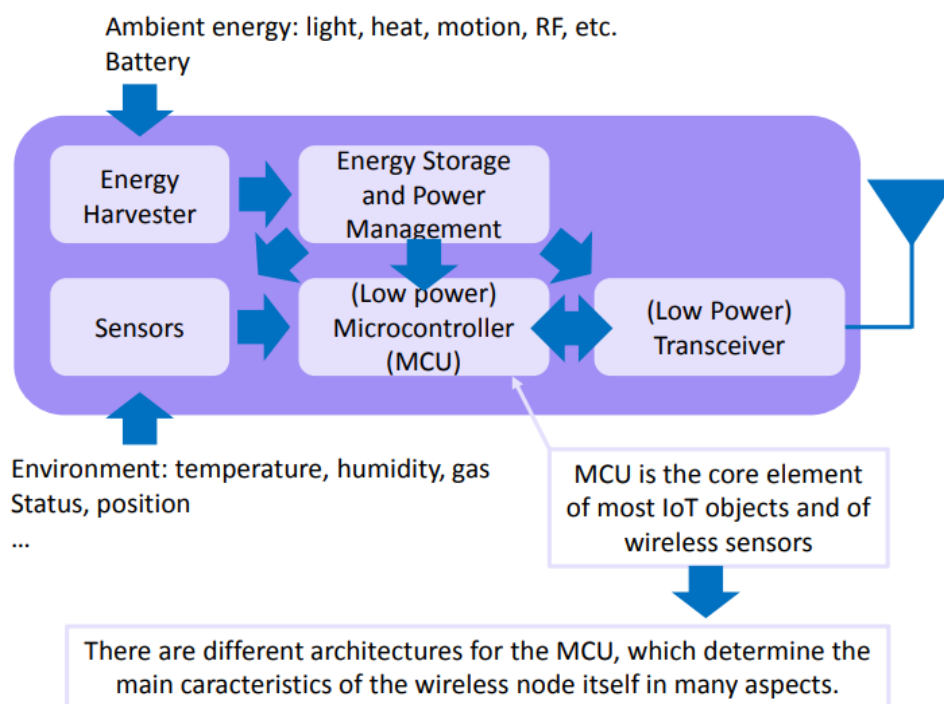 Ambient energy: light, heat, motion, RF, etc.
Battery
Energy
Harvester
Energy Storage
and Power
Management
Sensors
(Low power)
Microcontroller
(MCU)
(Low Power)
Transceiver
Environment: temperature, humidity, gas
Status, position
...
MCU is the core element
of most IoT objects and of
wireless sensors
There are different architectures for the MCU, which determine the
main caracteristics of the wireless node itself in many aspects.